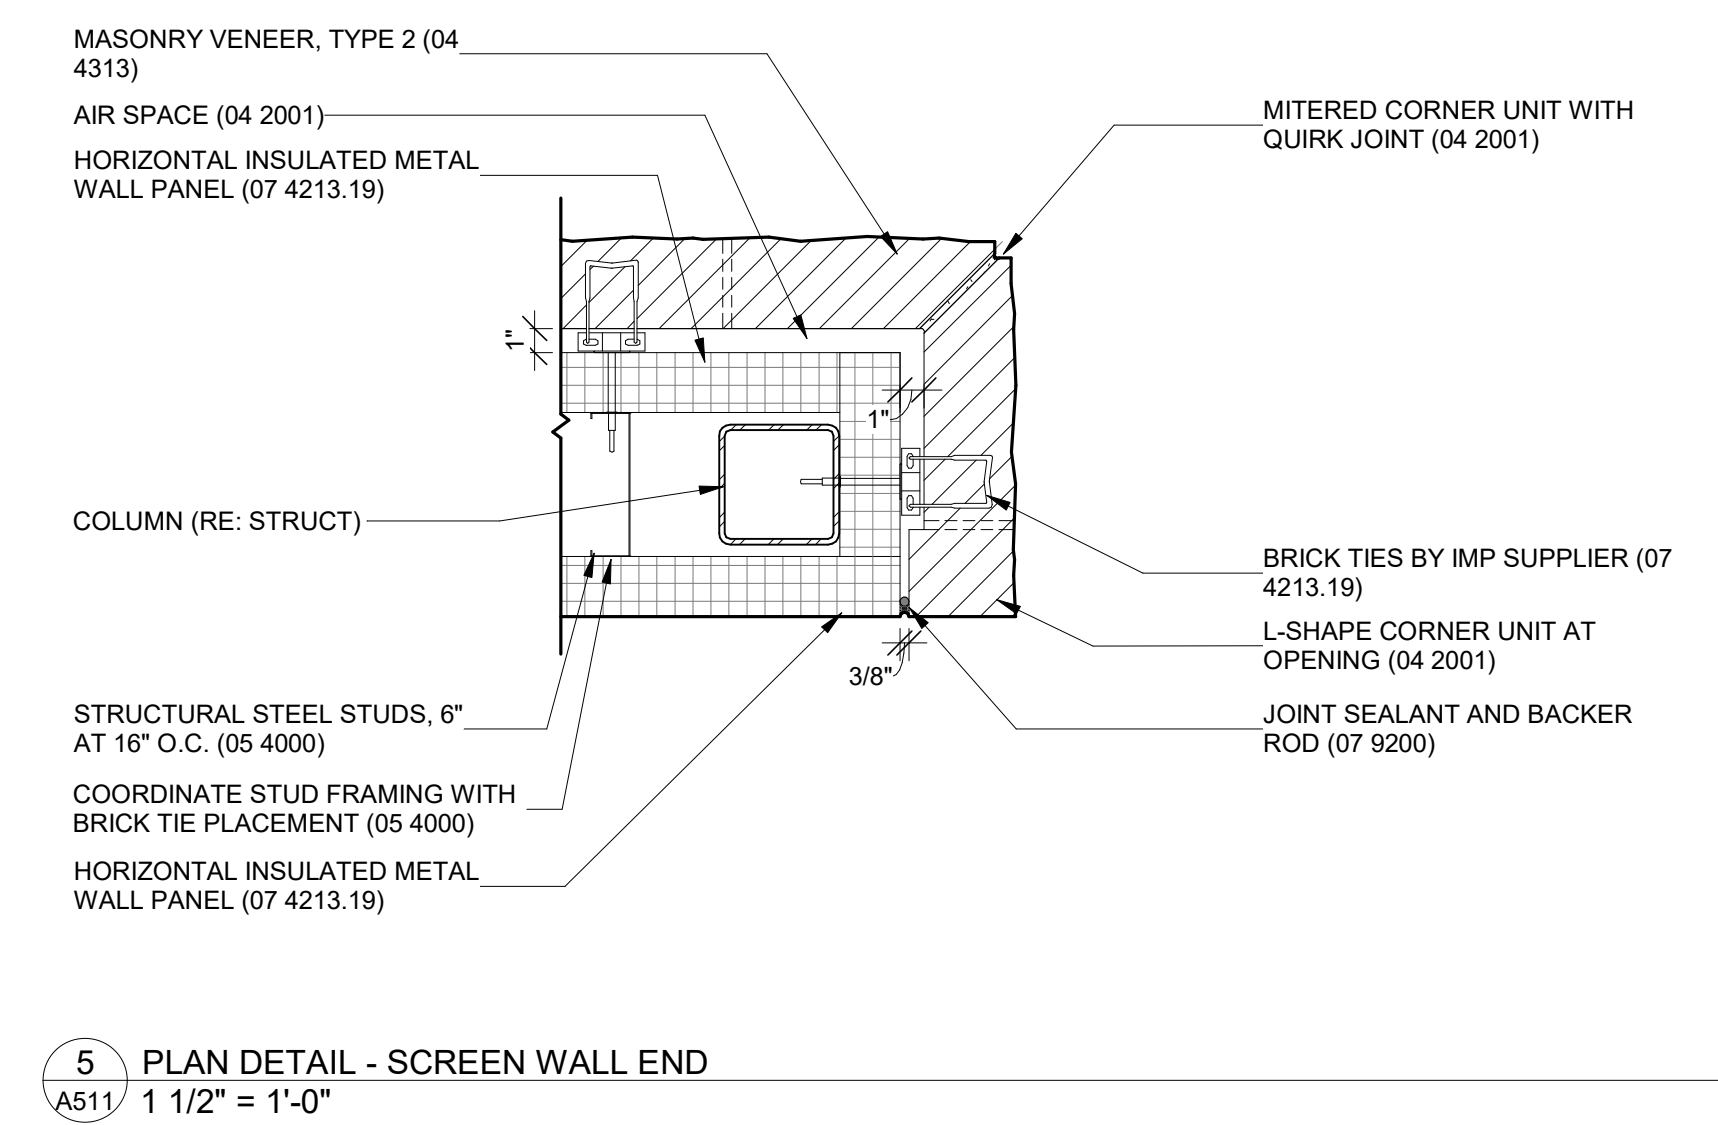 MASONRY VENEER, TYPE 2 (04
4313)
AIR SPACE (04 2001)
HORIZONTAL INSULATED METAL
WALL PANEL (07 4213.19)
MITERED CORNER UNIT WITH
QUIRK JOINT (04 2001)
1"
1"
COLUMN (RE: STRUCT)
BRICK TIES BY IMP SUPPLIER (07
4213.19)
L-SHAPE CORNER UNIT AT
OPENING (04 2001)
3/8"
JOINT SEALANT AND BACKER
ROD (07 9200)
STRUCTURAL STEEL STUDS, 6"
AT 16" O.C. (05 4000)
COORDINATE STUD FRAMING WITH
BRICK TIE PLACEMENT (05 4000)
HORIZONTAL INSULATED METAL
WALL PANEL (07 4213.19)
5
A511
PLAN DETAIL - SCREEN WALL END
1 1/2" = 1'-0"